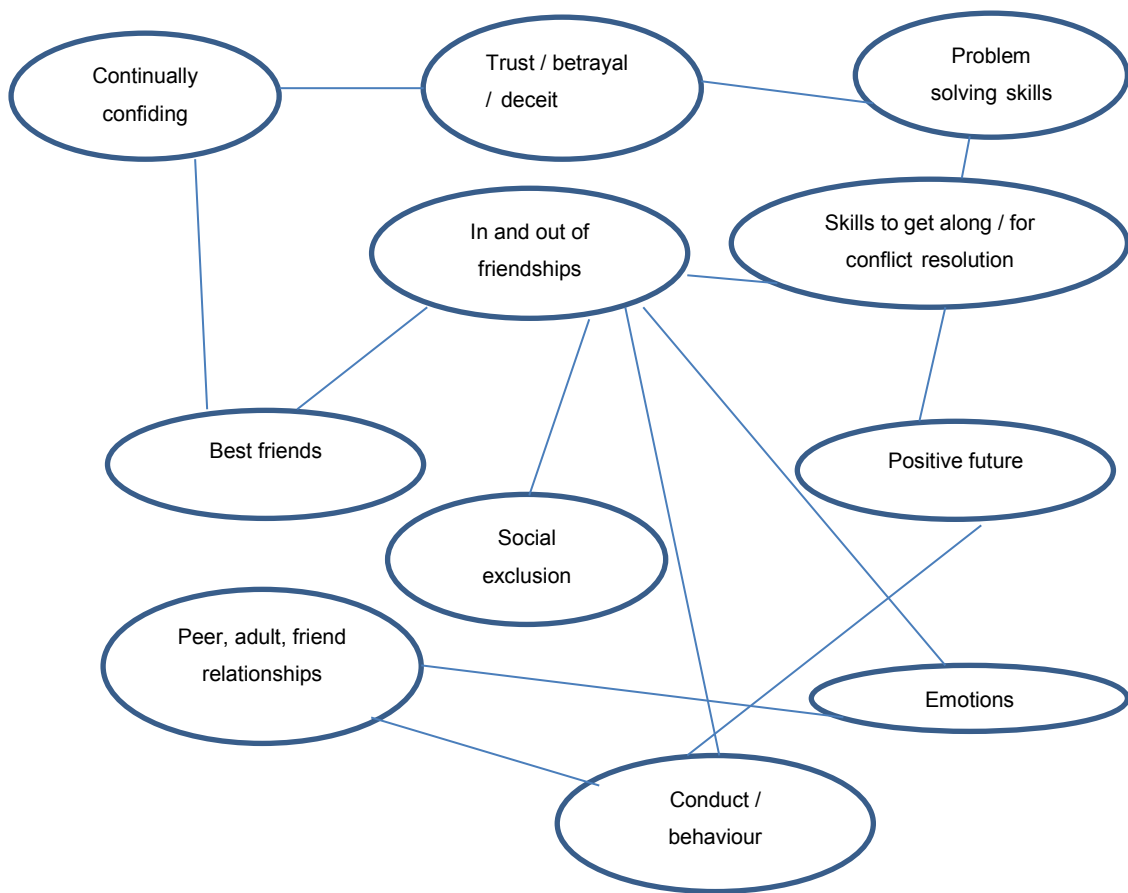 Continually
confiding
Trust / betrayal
/ deceit
Problem
solving skills
In and out of
friendships
Skills to get along / for
conflict resolution
Best friends
Positive future
Social
exclusion
Peer, adult, friend
relationships
Emotions
Conduct /
behaviour